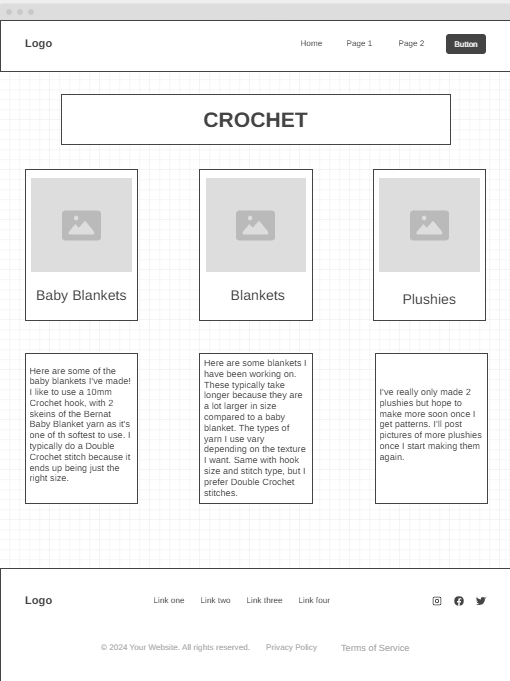 Logo
Home Page 1 Page 2 Button
CROCHET
Baby Blankets
Blankets
Plushies
Here are some of the
baby blankets I've made!
I like to use a 10mm
Crochet hook, with 2
skeins of the Bernat
Baby Blanket yarn as it's
one of th softest to use. I
typically do a Double
Crochet stitch because it
ends up being just the
right size.
Here are some blankets I
have been working on.
These typically take
longer because they are
a lot larger in size
compared to a baby
blanket. The types of
yarn I use vary
depending on the texture
I want. Same with hook
size and stitch type, but I
prefer Double Crochet
stitches.
I've really only made 2
plushies but hope to
make more soon once I
get patterns. I'll post
pictures of more plushies
once I start making them
again.
Logo
Link one Link two Link three Link four
© 2024 Your Website. All rights reserved. Privacy Policy Terms of Service